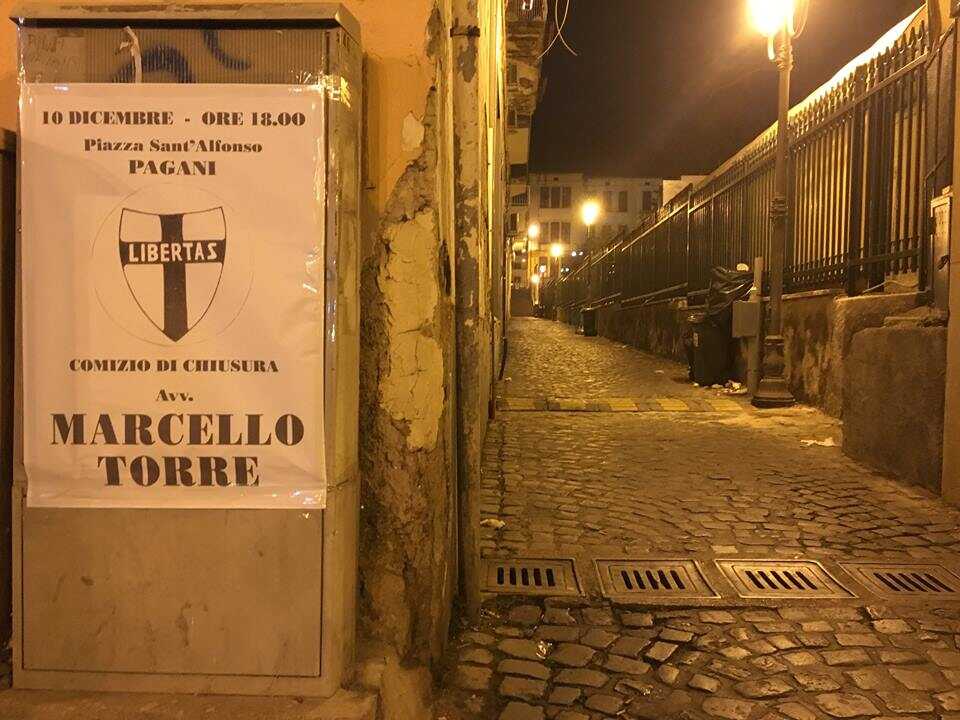 10 DICEMBRE - ORE 18.00
Piazza Sant'Alfonso
PAGANI
LIBERTAS
COMIZIO DI CHIUSURA
Avv.
MARCELLO
TORRE